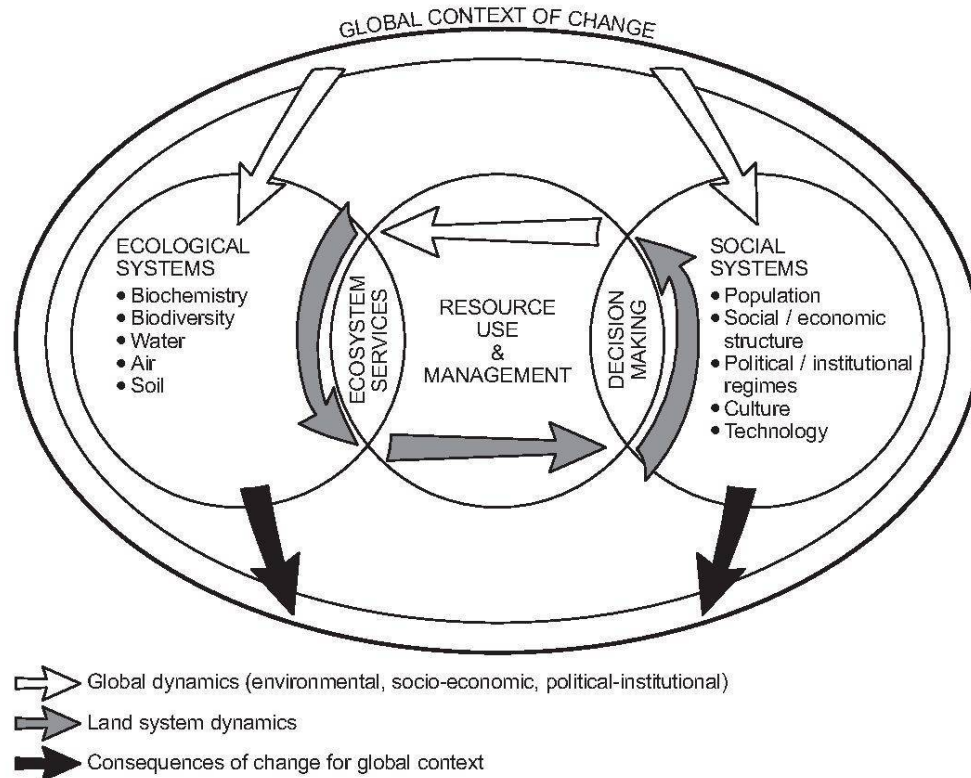 GLOBAL CONTEXT OF CHANGE
ECOLOGICAL
SYSTEMS
• Biochemistry
• Biodiversity
• Water
• Air
• Soil
ECOSYSTEM
SERVICES
RESOURCE
USE
&
MANAGEMENT
DECISION
MAKING
SOCIAL
SYSTEMS
• Population
• Social / economic
structure
• Political / institutional
regimes
• Culture
• Technology
Global dynamics (environmental, socio-economic, political-institutional)
Land system dynamics
Consequences of change for global context